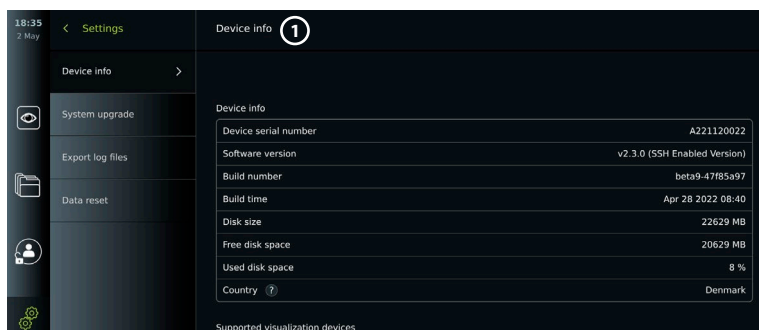 18:35
2 May
Settings
Device info
1
Device info
System upgrade
Export log files
Data reset
Device info
Device serial number A221120022
Software version v2.3.0 (SSH Enabled Version)
Build number beta9-47f85a97
Build time Apr 28 2022 08:40
Disk size 22629 MB
Free disk space 20629 MB
Used disk space 8 %
Country ? Denmark
Supported visualization devices